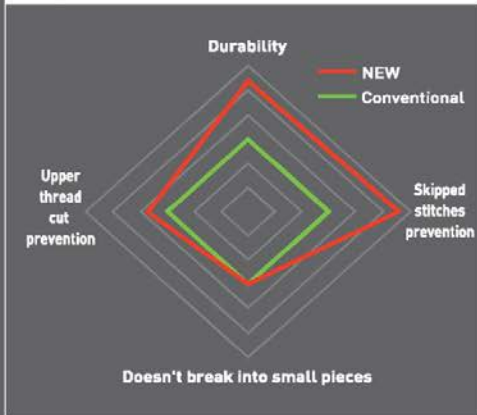 Durability
NEW
Conventional
Upper
thread
cut
prevention
Skipped
stitches
prevention
Doesn't break into small pieces